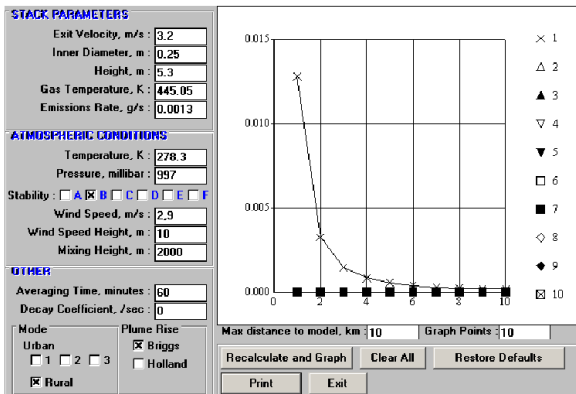 STACK PARAMETERS
Exit Velocity, m/s : 3.2
Inner Diameter, m : 0.25
Height, m : 5.3
Gas Temperature, K : 445.05
Emissions Rate, g/s : 0.0013
ATMOSPHERIC CONDITIONS
Temperature, K : 278.3
Pressure, millibar : 997
Stability : A B C D E F
Wind Speed, m/s : 2.9
Wind Speed Height, m : 10
Mixing Height, m : 2000
OTHER
Averaging Time, minutes : 60
Decay Coefficient, /sec : 0
Mode
Urban
1 2 3
Rural
Plume Rise
Briggs
Holland
0.015
0.010
0.005
0.000
0 2 4 6 8 10
1
2
3
4
5
6
7
8
9
10
Max distance to model, km : 10
Graph Points : 10
Recalculate and Graph
Clear All
Restore Defaults
Print
Exit